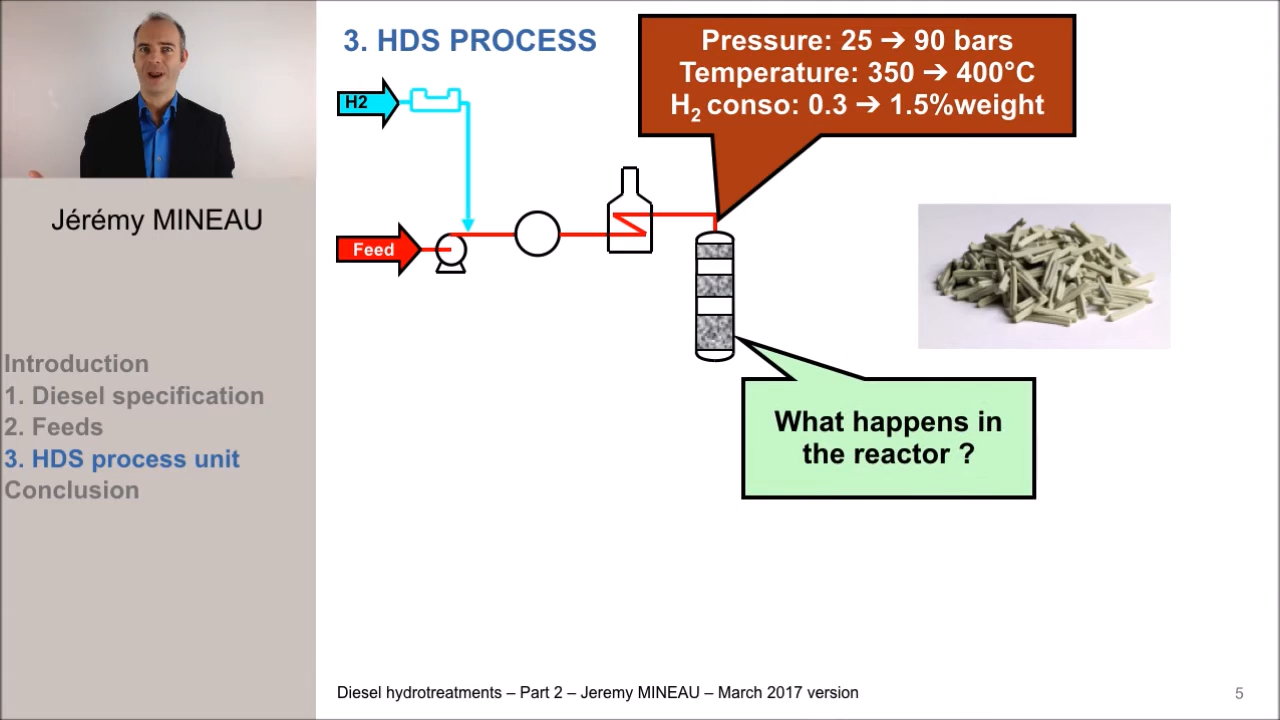 3. HDS PROCESS
Pressure: 25 → 90 bars
Temperature: 350 → 400°C
H2 conso: 0.3 → 1.5%weight
H2
Feed
What happens in
the reactor ?
Jérémy MINEAU
Introduction
1. Diesel specification
2. Feeds
3. HDS process unit
Conclusion
Diesel hydrotreatments – Part 2 – Jeremy MINEAU – March 2017 version
5